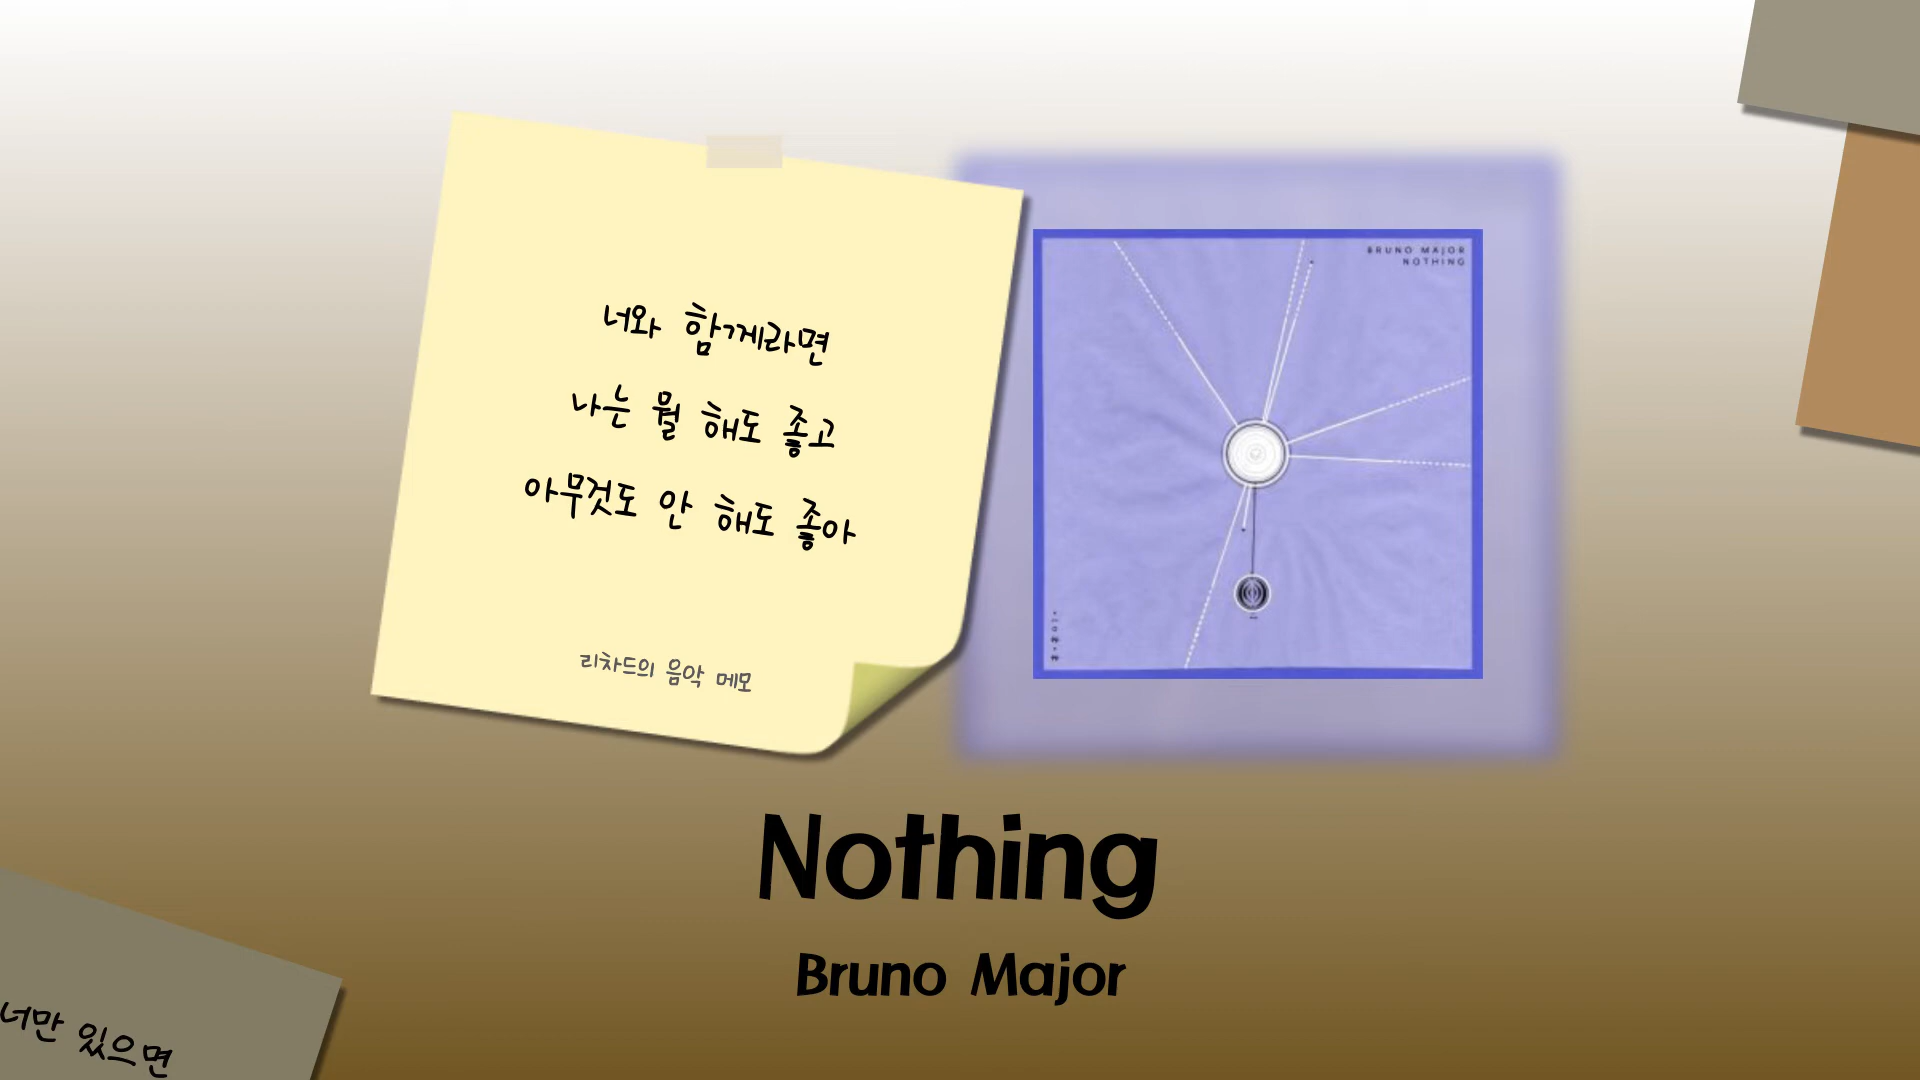 너와 함께라면
나는 뭘 해도 좋고
아무것도 안 해도 좋아
리차드의 음악 메모
BRUNO MAJOR
NOTHING
Nothing
Bruno Major
너만 있으면